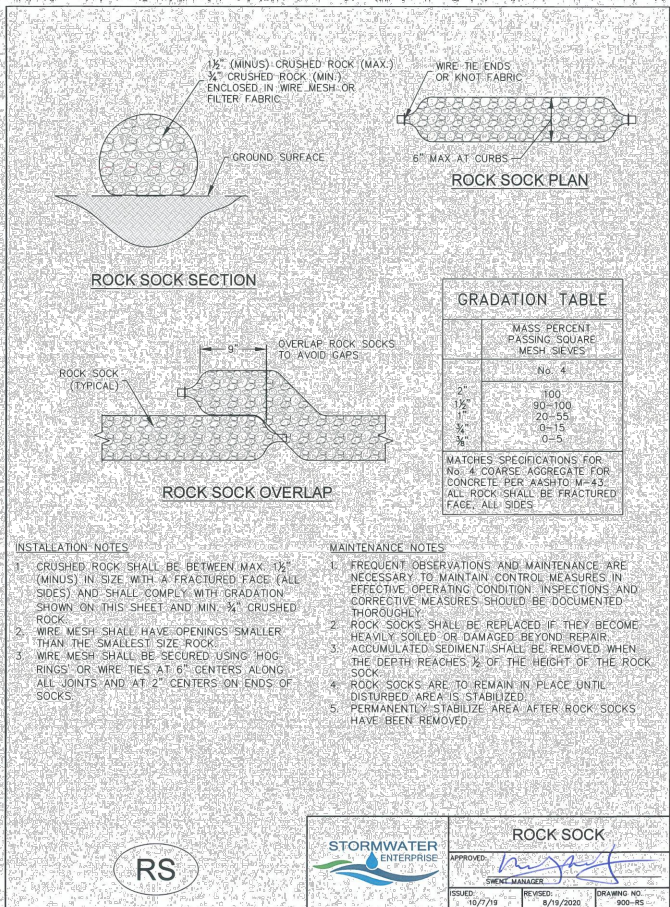 1½" (MINUS) CRUSHED ROCK (MAX.)
¾" CRUSHED ROCK (MIN.)
ENCLOSED IN WIRE MESH OR
FILTER FABRIC
GROUND SURFACE
ROCK SOCK SECTION
WIRE TIE ENDS
OR KNOT FABRIC
6" MAX AT CURBS
ROCK SOCK PLAN
9"
OVERLAP ROCK SOCKS
TO AVOID GAPS
ROCK SOCK
(TYPICAL)
ROCK SOCK OVERLAP
GRADATION TABLE
MASS PERCENT
PASSING SQUARE
MESH SIEVES
No. 4
2" 100
1½" 90-100
1" 20-55
¾" 0-15
⅜" 0-5
MATCHES SPECIFICATIONS FOR
No. 4 COARSE AGGREGATE FOR
CONCRETE PER AASHTO M-43.
ALL ROCK SHALL BE FRACTURED
FACE, ALL SIDES
INSTALLATION NOTES
1. CRUSHED ROCK SHALL BE BETWEEN MAX. 1½"
(MINUS) IN SIZE WITH A FRACTURED FACE (ALL
SIDES) AND SHALL COMPLY WITH GRADATION
SHOWN ON THIS SHEET AND MIN. ¾" CRUSHED
ROCK.
2. WIRE MESH SHALL HAVE OPENINGS SMALLER
THAN THE SMALLEST SIZE ROCK.
3. WIRE MESH SHALL BE SECURED USING 'HOG
RINGS' OR WIRE TIES AT 6" CENTERS ALONG
ALL JOINTS AND AT 2" CENTERS ON ENDS OF
SOCKS.
MAINTENANCE NOTES
1. FREQUENT OBSERVATIONS AND MAINTENANCE ARE
NECESSARY TO MAINTAIN CONTROL MEASURES IN
EFFECTIVE OPERATING CONDITION. INSPECTIONS AND
CORRECTIVE MEASURES SHOULD BE DOCUMENTED
THOROUGHLY.
2. ROCK SOCKS SHALL BE REPLACED IF THEY BECOME
HEAVILY SOILED OR DAMAGED BEYOND REPAIR.
3. ACCUMULATED SEDIMENT SHALL BE REMOVED WHEN
THE DEPTH REACHES ½ OF THE HEIGHT OF THE ROCK
SOCK.
4. ROCK SOCKS ARE TO REMAIN IN PLACE UNTIL
DISTURBED AREA IS STABILIZED.
5. PERMANENTLY STABILIZE AREA AFTER ROCK SOCKS
HAVE BEEN REMOVED.
RS
STORMWATER
ENTERPRISE
ROCK SOCK
APPROVED:
SWENT MANAGER
ISSUED: REVISED: DRAWING NO.
10/7/19 8/19/2020 900-RS